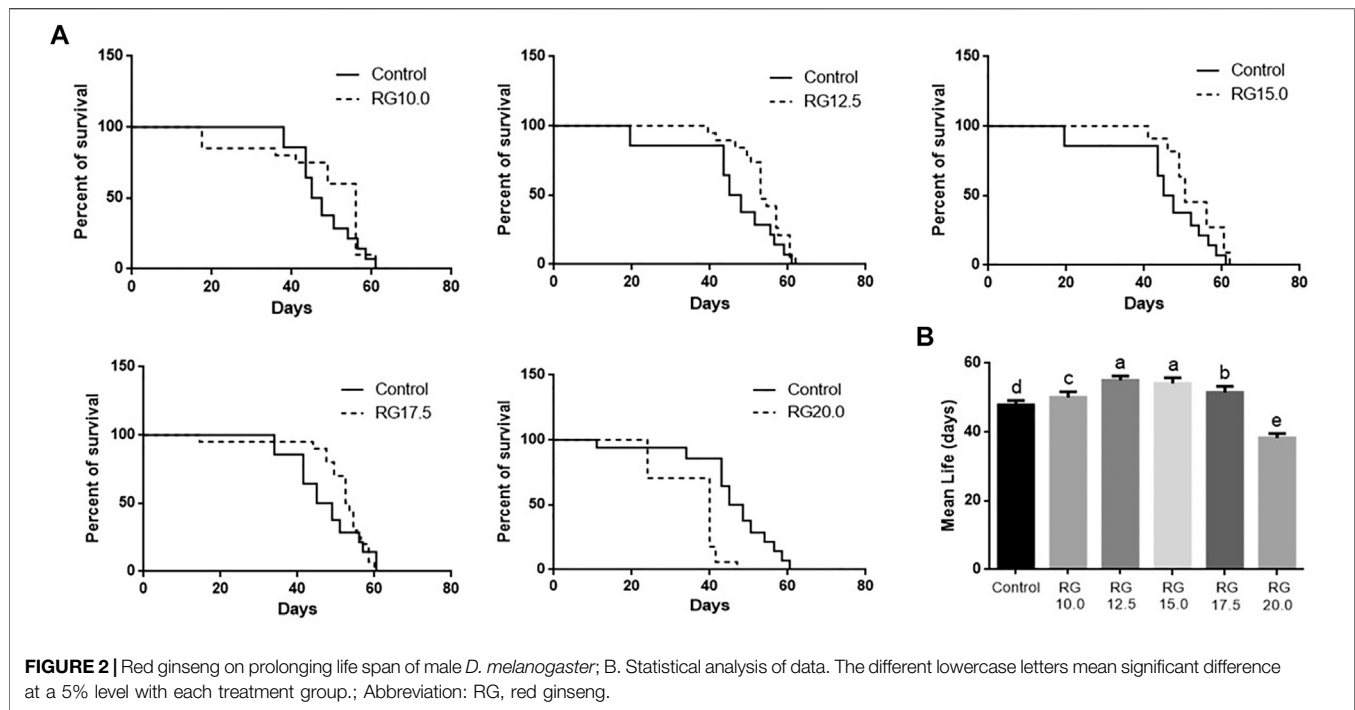 A
150
100
50
0
Percent of survival
0 20 40 60 80
Days
Control
RG10.0
150
100
50
0
Percent of survival
0 20 40 60 80
Days
Control
RG12.5
150
100
50
0
Percent of survival
0 20 40 60 80
Days
Control
RG15.0
150
100
50
0
Percent of survival
0 20 40 60 80
Days
Control
RG17.5
150
100
50
0
Percent of survival
0 20 40 60 80
Days
Control
RG20.0
B
60
40
20
0
Mean Life (days)
d c a a b e
Control RG RG RG RG RG
10.0 12.5 15.0 17.5 20.0
FIGURE 2 | Red ginseng on prolonging life span of male D. melanogaster; B. Statistical analysis of data. The different lowercase letters mean significant difference
at a 5% level with each treatment group.; Abbreviation: RG, red ginseng.